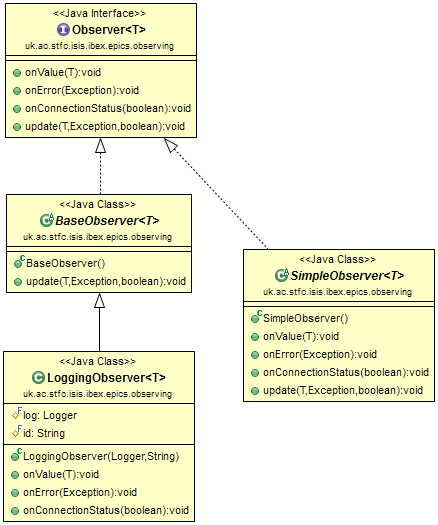 <<Java Interface>>
Observer<T>
uk.ac.stfc.isis.ibex.epics.observing
onValue(T):void
onError(Exception):void
onConnectionStatus(boolean):void
update(T,Exception,boolean):void
<<Java Class>>
BaseObserver<T>
uk.ac.stfc.isis.ibex.epics.observing
BaseObserver()
update(T,Exception,boolean):void
<<Java Class>>
SimpleObserver<T>
uk.ac.stfc.isis.ibex.epics.observing
SimpleObserver()
onValue(T):void
onError(Exception):void
onConnectionStatus(boolean):void
update(T,Exception,boolean):void
<<Java Class>>
LoggingObserver<T>
uk.ac.stfc.isis.ibex.epics.observing
log: Logger
id: String
LoggingObserver(Logger,String)
onValue(T):void
onError(Exception):void
onConnectionStatus(boolean):void